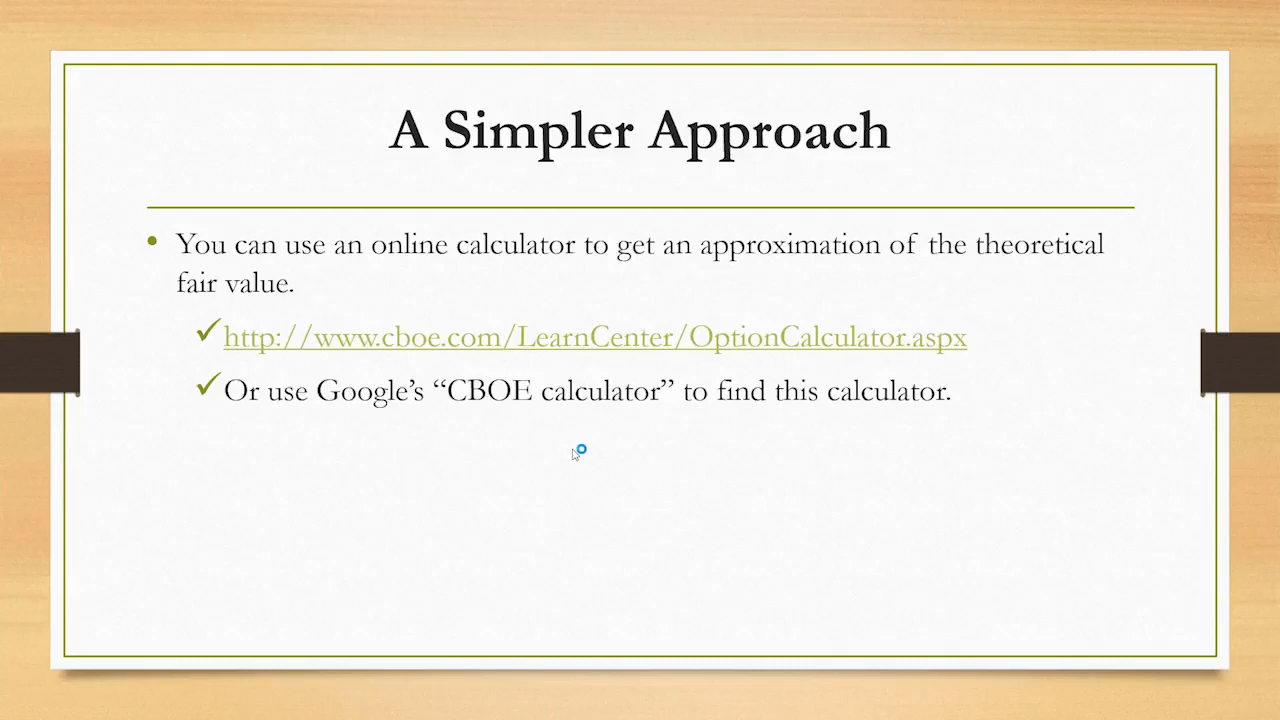 A Simpler Approach
• You can use an online calculator to get an approximation of the theoretical
fair value.
✓http://www.cboe.com/LearnCenter/OptionCalculator.aspx
✓Or use Google’s “CBOE calculator” to find this calculator.